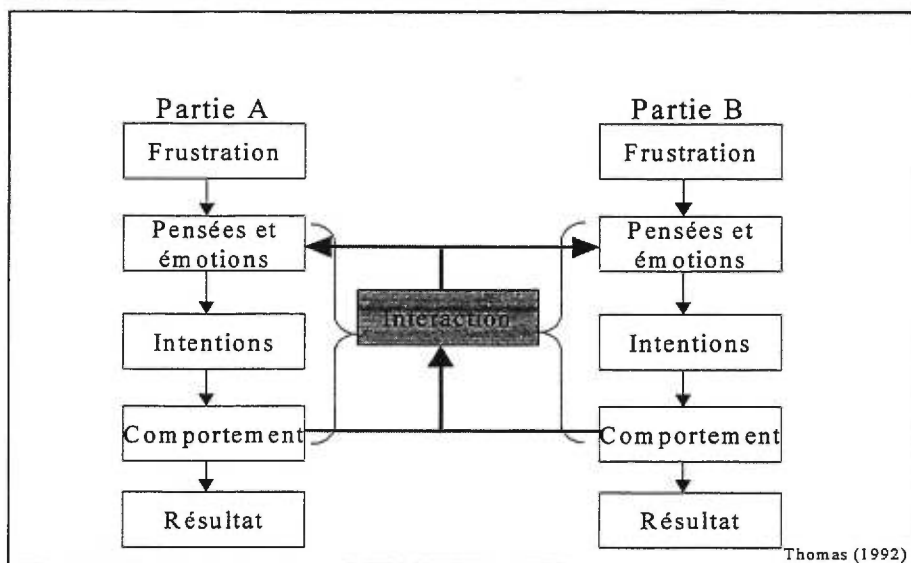 Partie A
Frustration
Pensées et
émotions
Intentions
Comportement
Résultat
Interaction
Partie B
Frustration
Pensées et
émotions
Intentions
Comportement
Résultat
Thomas (1992)